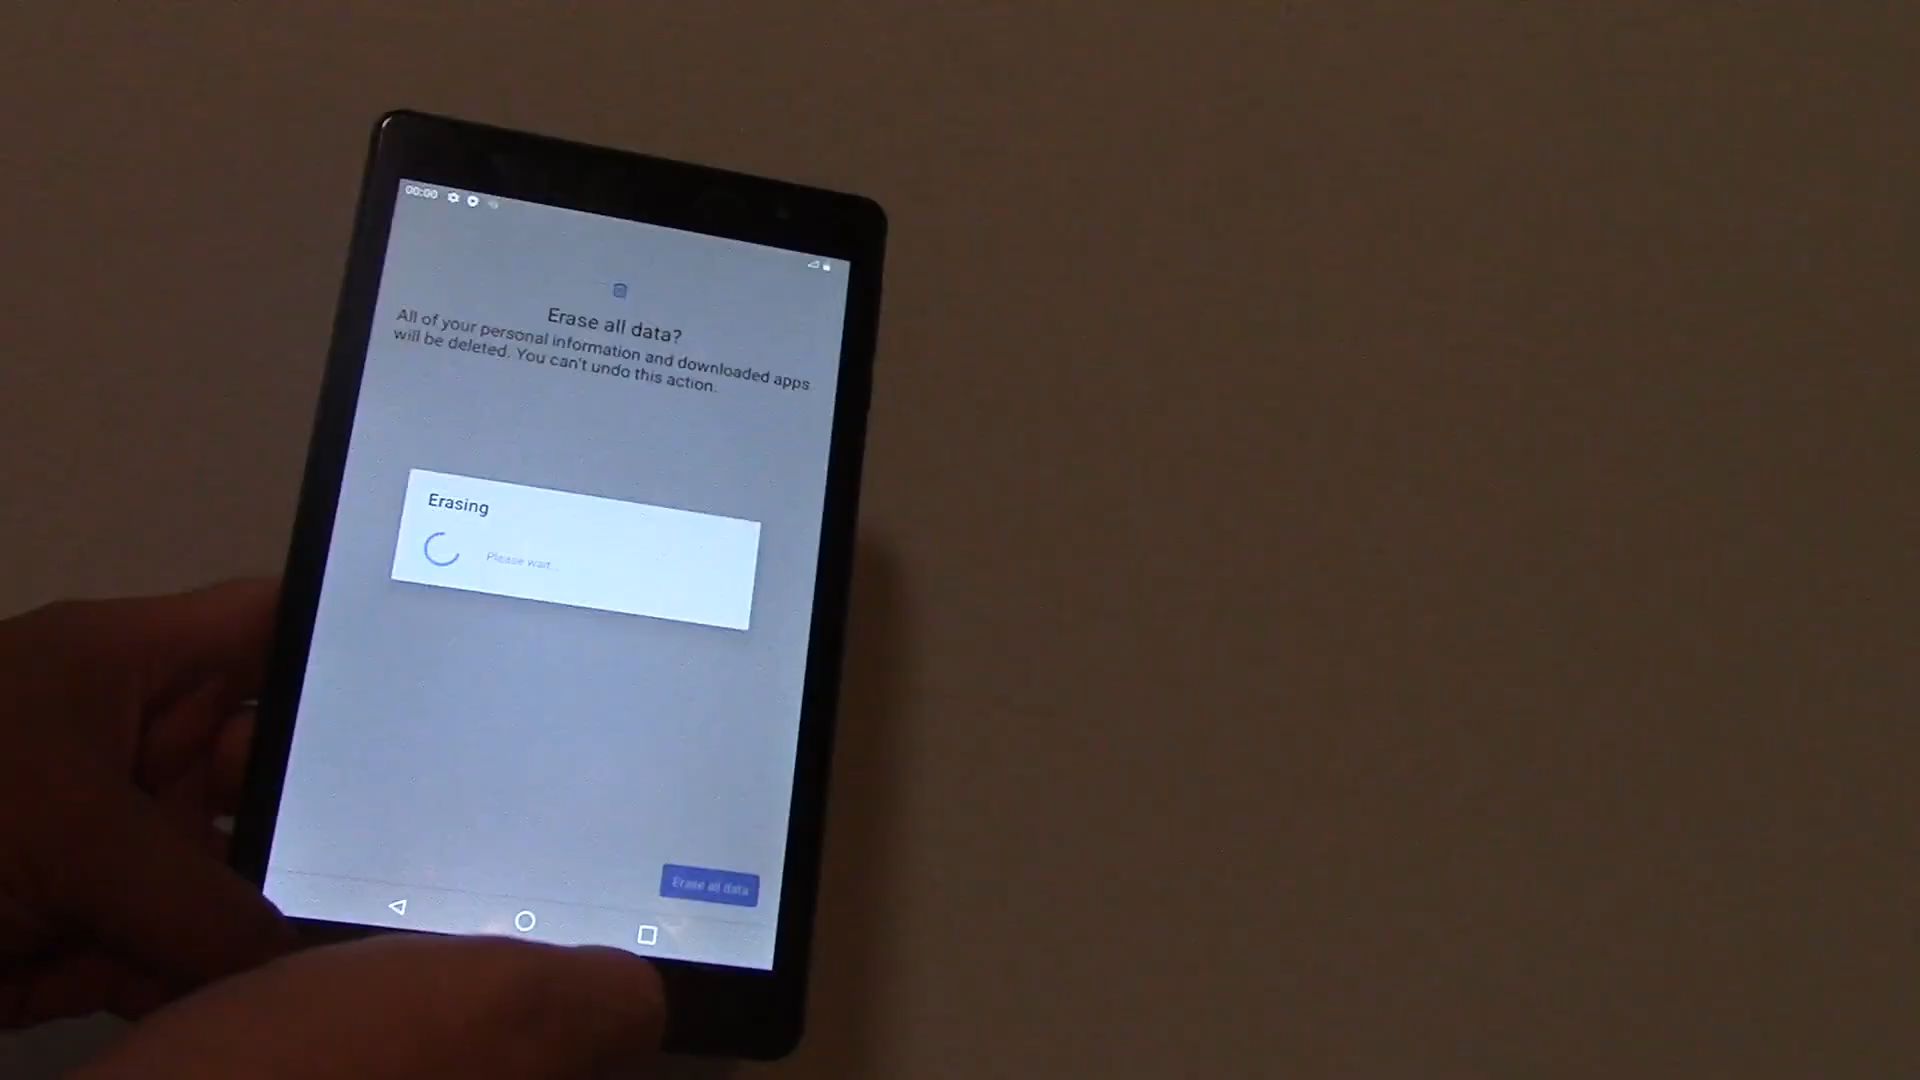 00:00
Erase all data?
All of your personal information and downloaded apps
will be deleted. You can't undo this action.
Erasing
Please wait...
Erase all data